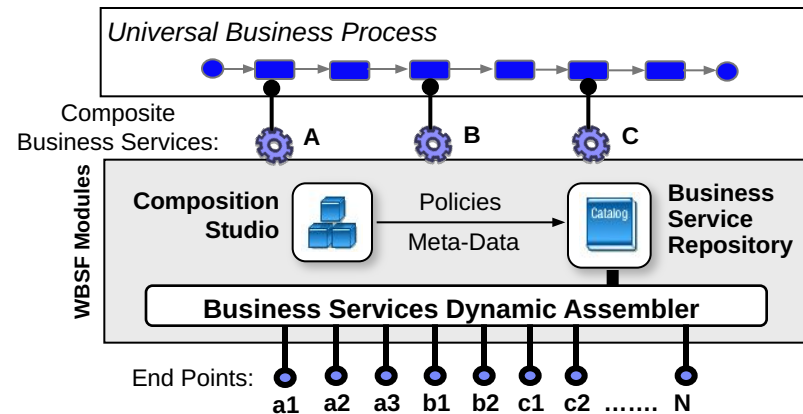 Universal Business Process
Composite
Business Services:
A
B
C
WBSF Modules
Composition
Studio
Policies
Meta-Data
Catalog
Business
Service
Repository
Business Services Dynamic Assembler
End Points:
a1 a2 a3 b1 b2 c1 c2 ....... N